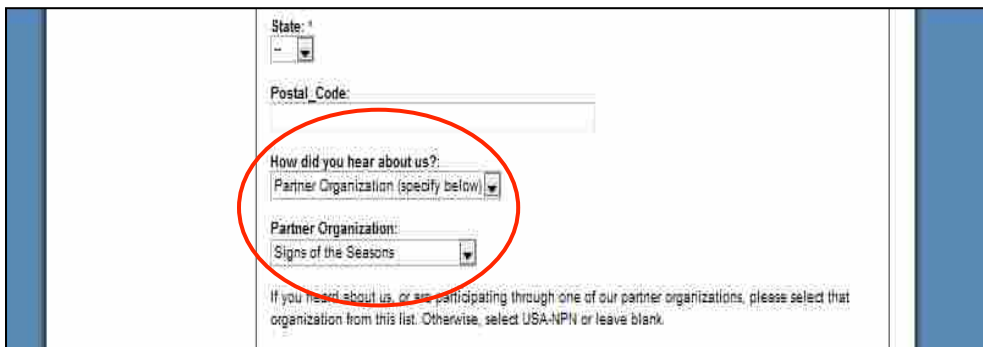 State: *
--
Postal_Code:
How did you hear about us?:
Partner Organization (specify below)
Partner Organization:
Signs of the Seasons
If you heard about us, or are participating through one of our partner organizations, please select that
organization from this list. Otherwise, select USA-NPN or leave blank.